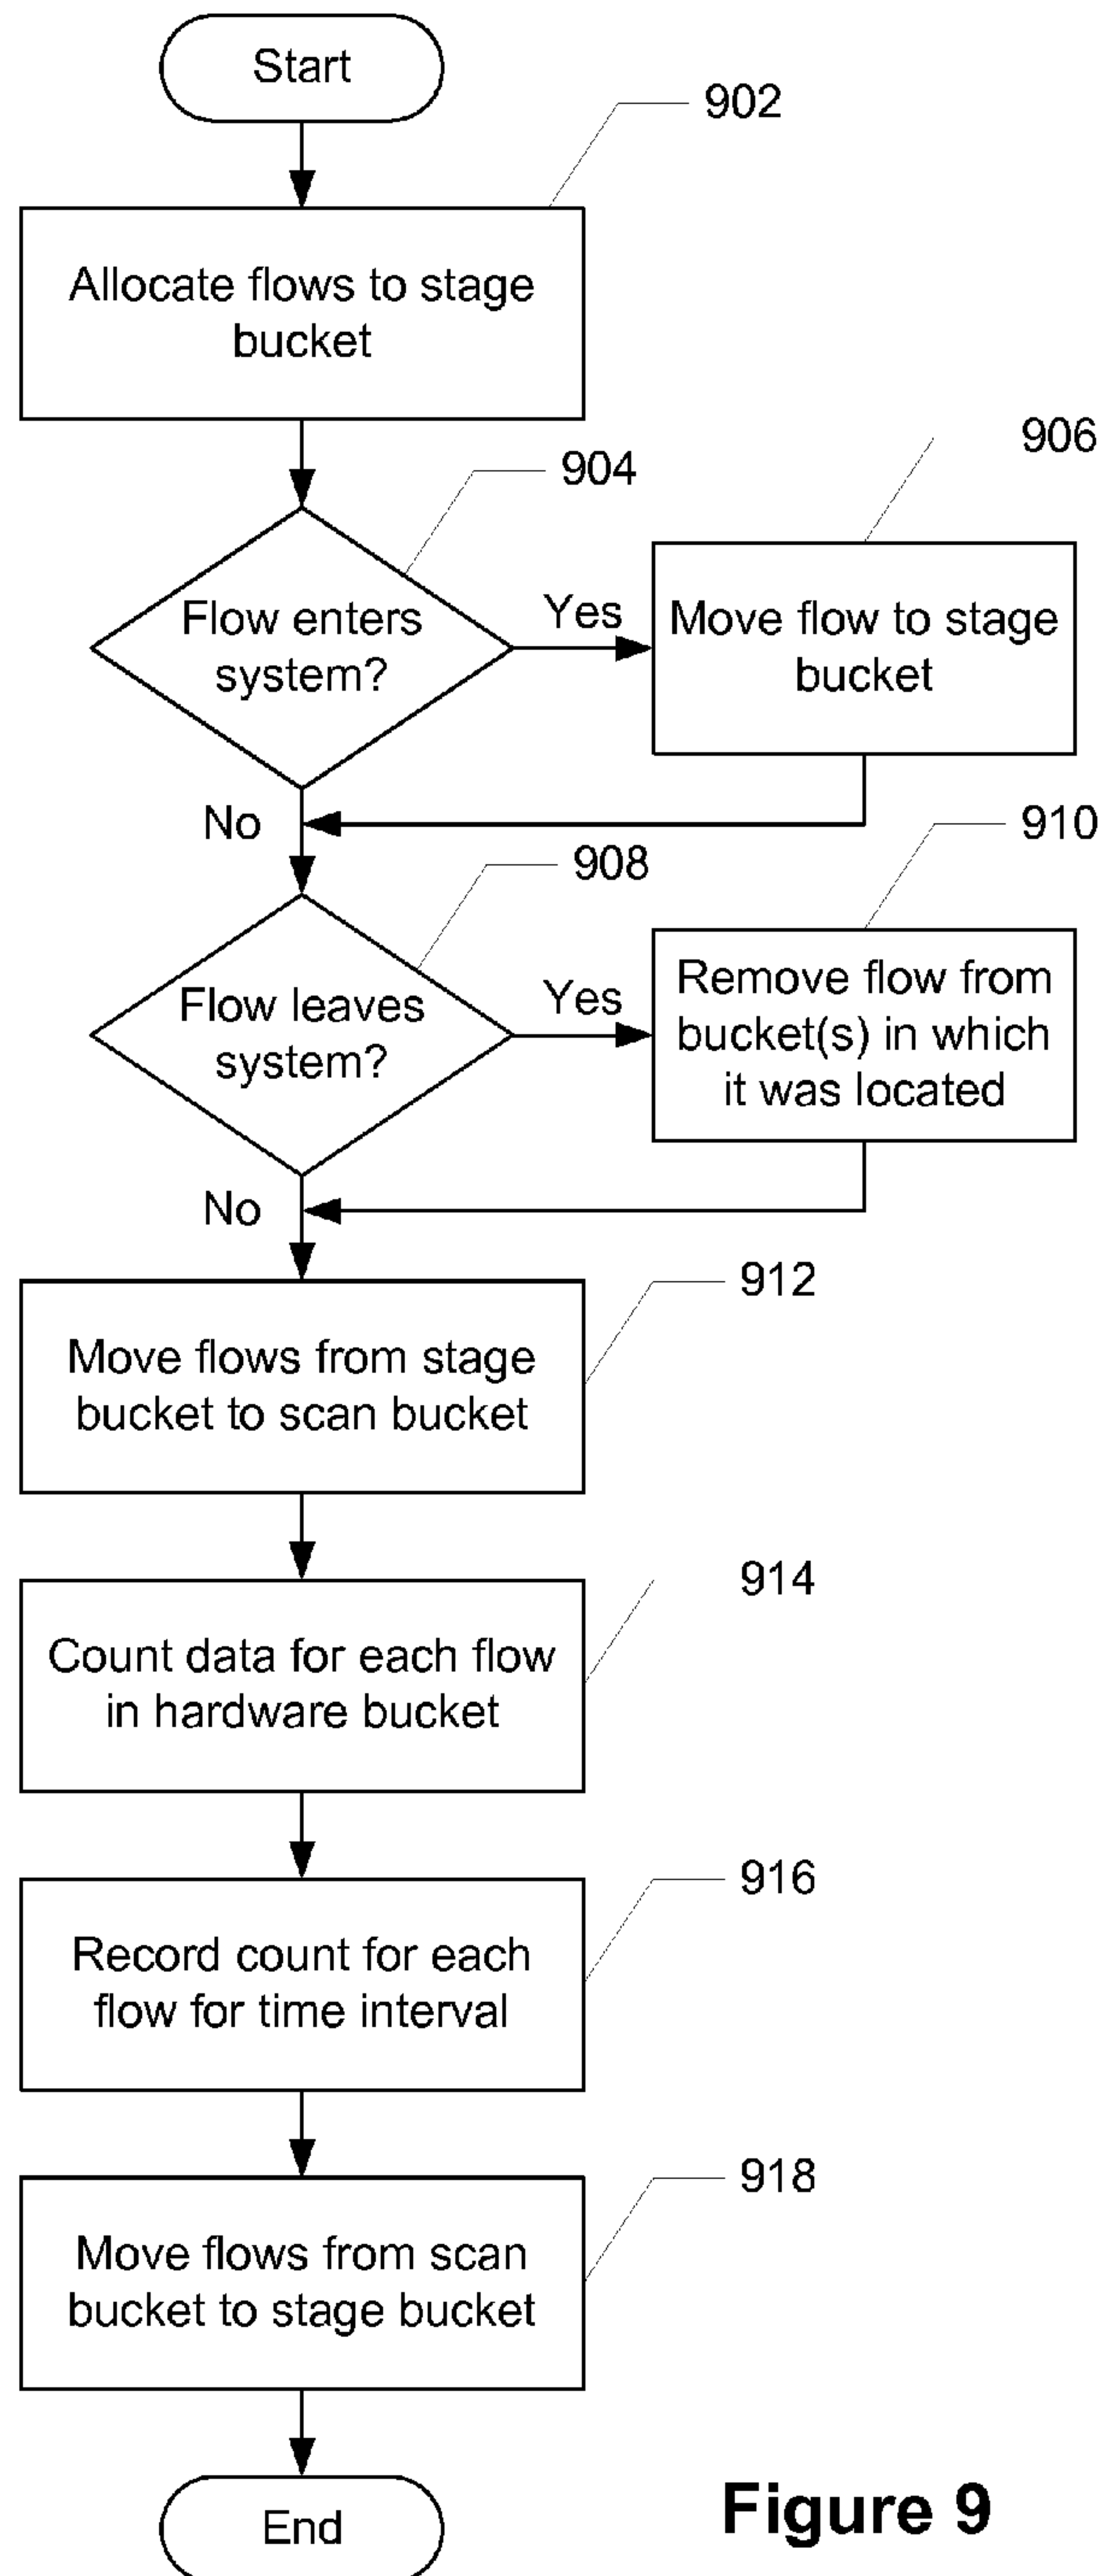 Start
902
Allocate flows to stage
bucket
906
904
Flow enters
system?
Yes
Move flow to stage
bucket
No
910
908
Flow leaves
system?
Yes
Remove flow from
bucket(s) in which
it was located
No
912
Move flows from stage
bucket to scan bucket
914
Count data for each flow
in hardware bucket
916
Record count for each
flow for time interval
918
Move flows from scan
bucket to stage bucket
End
Figure 9